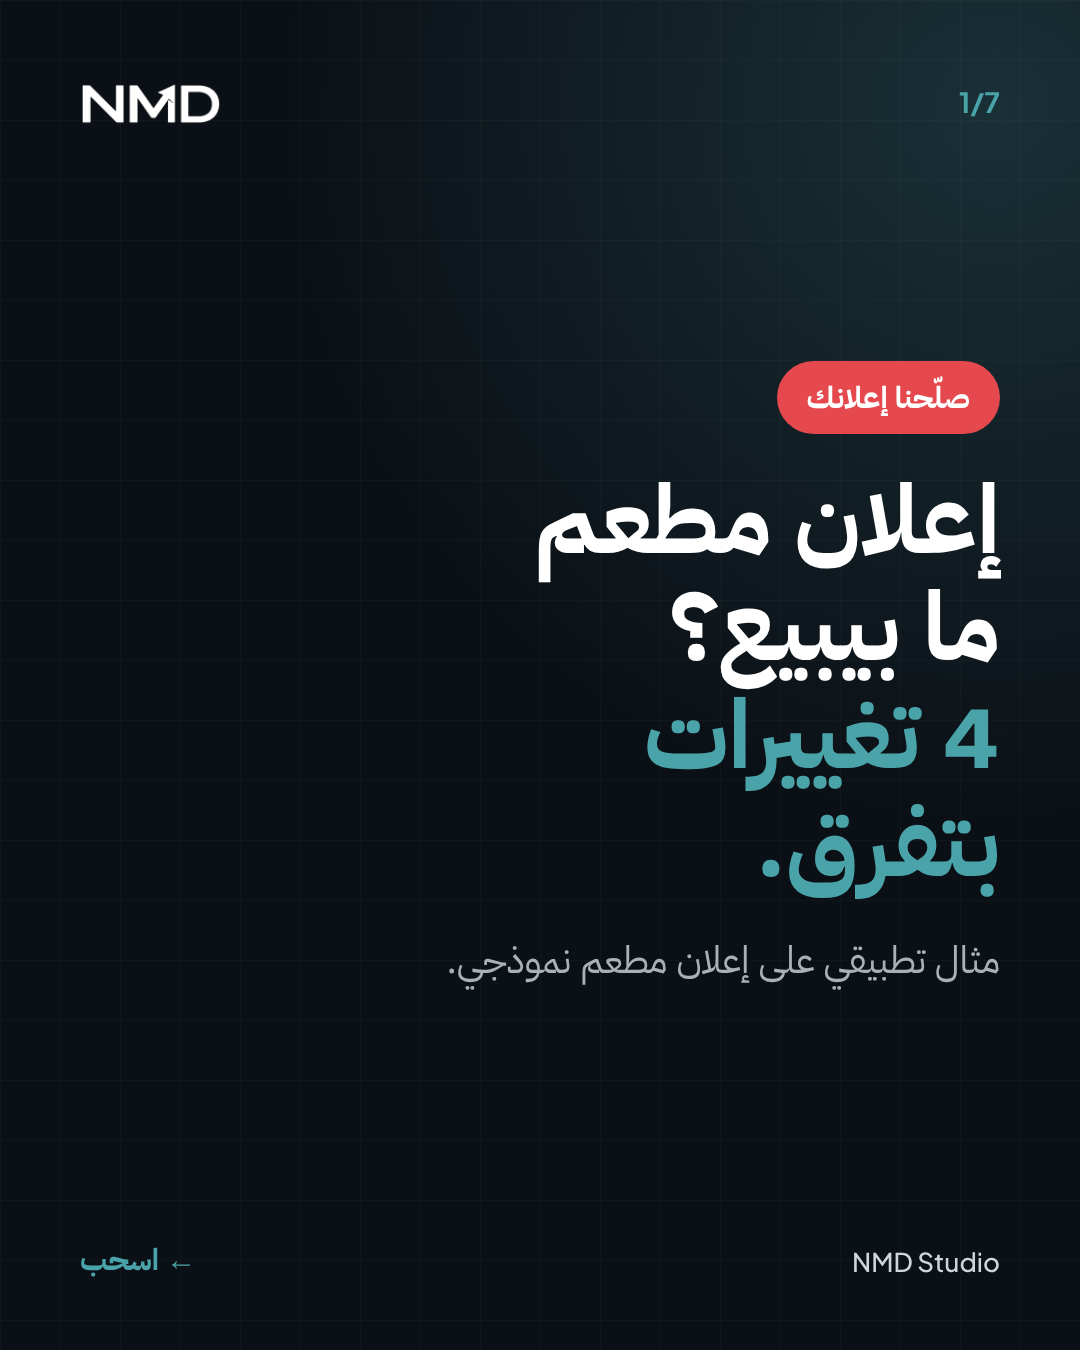 NMD
1/7
صلّحنا إعلانك
إعلان مطعم
ما بيبيع؟
4 تغييرات
بتفرق.
مثال تطبيقي على إعلان مطعم نموذجي.
NMD Studio
← اسحب